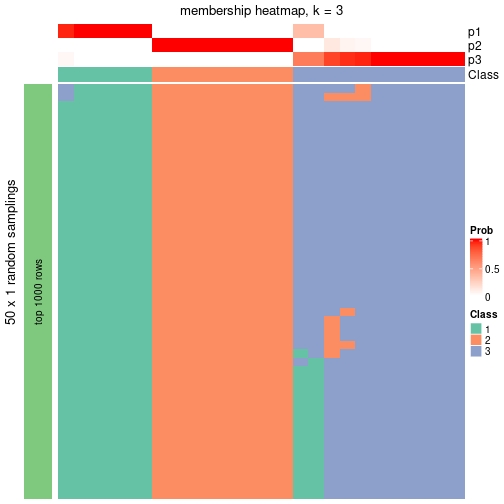 membership heatmap, k = 3
p1
p2
p3
Class
50 x 1 random samplings
top 1000 rows
Prob
1
0.5
0
Class
1
2
3